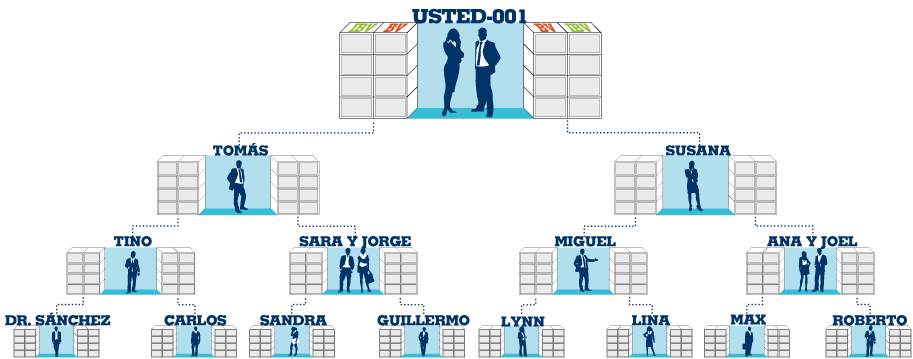 USTED-001
IBV BV BV IBV
TOMÁS SUSANA
TINO SARA Y JORGE MIGUEL ANA Y JOEL
DR. SÁNCHEZ CARLOS SANDRA GUILLERMO LYNN LINA MAX ROBERTO